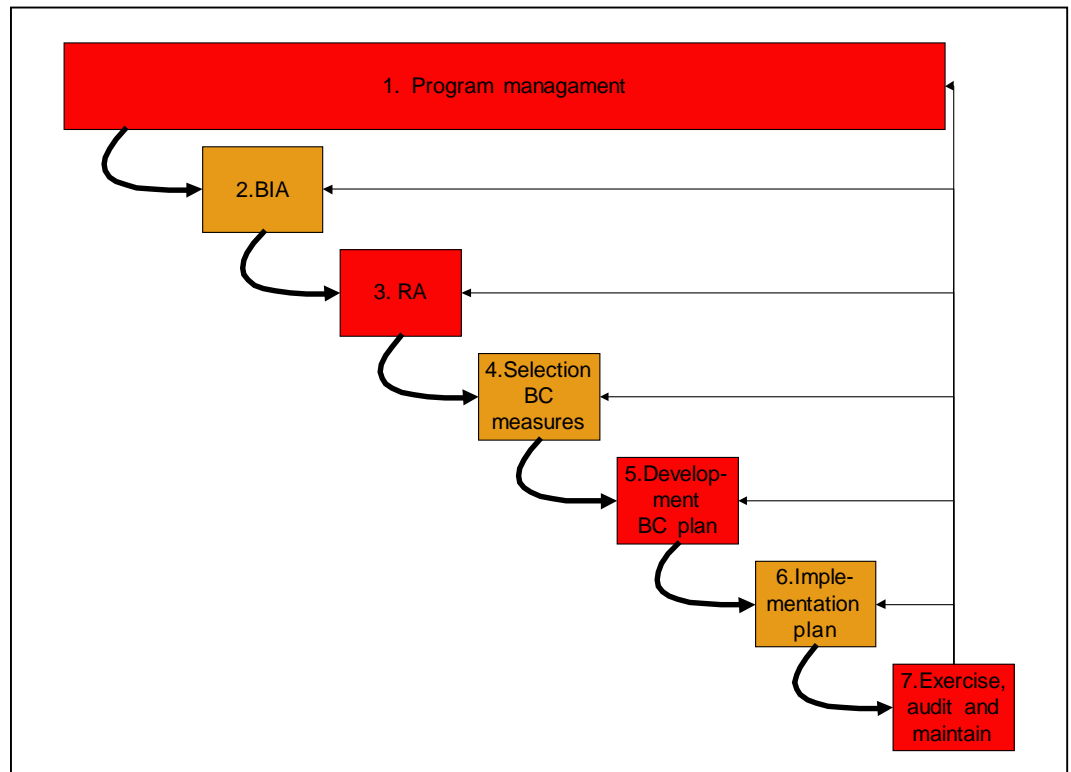 1. Program managament
2.BIA
3. RA
4.Selection
BC
measures
5.Develop-
ment
BC plan
6.Imple-
mentation
plan
7.Exercise,
audit and
maintain